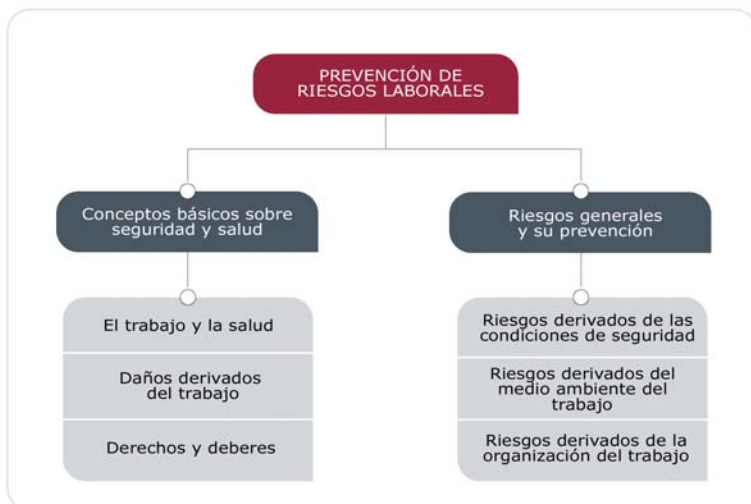 PREVENCIÓN DE
RIESGOS LABORALES
Conceptos básicos sobre
seguridad y salud
El trabajo y la salud
Daños derivados
del trabajo
Derechos y deberes
Riesgos generales
y su prevención
Riesgos derivados de las
condiciones de seguridad
Riesgos derivados del
medio ambiente del
trabajo
Riesgos derivados de la
organización del trabajo